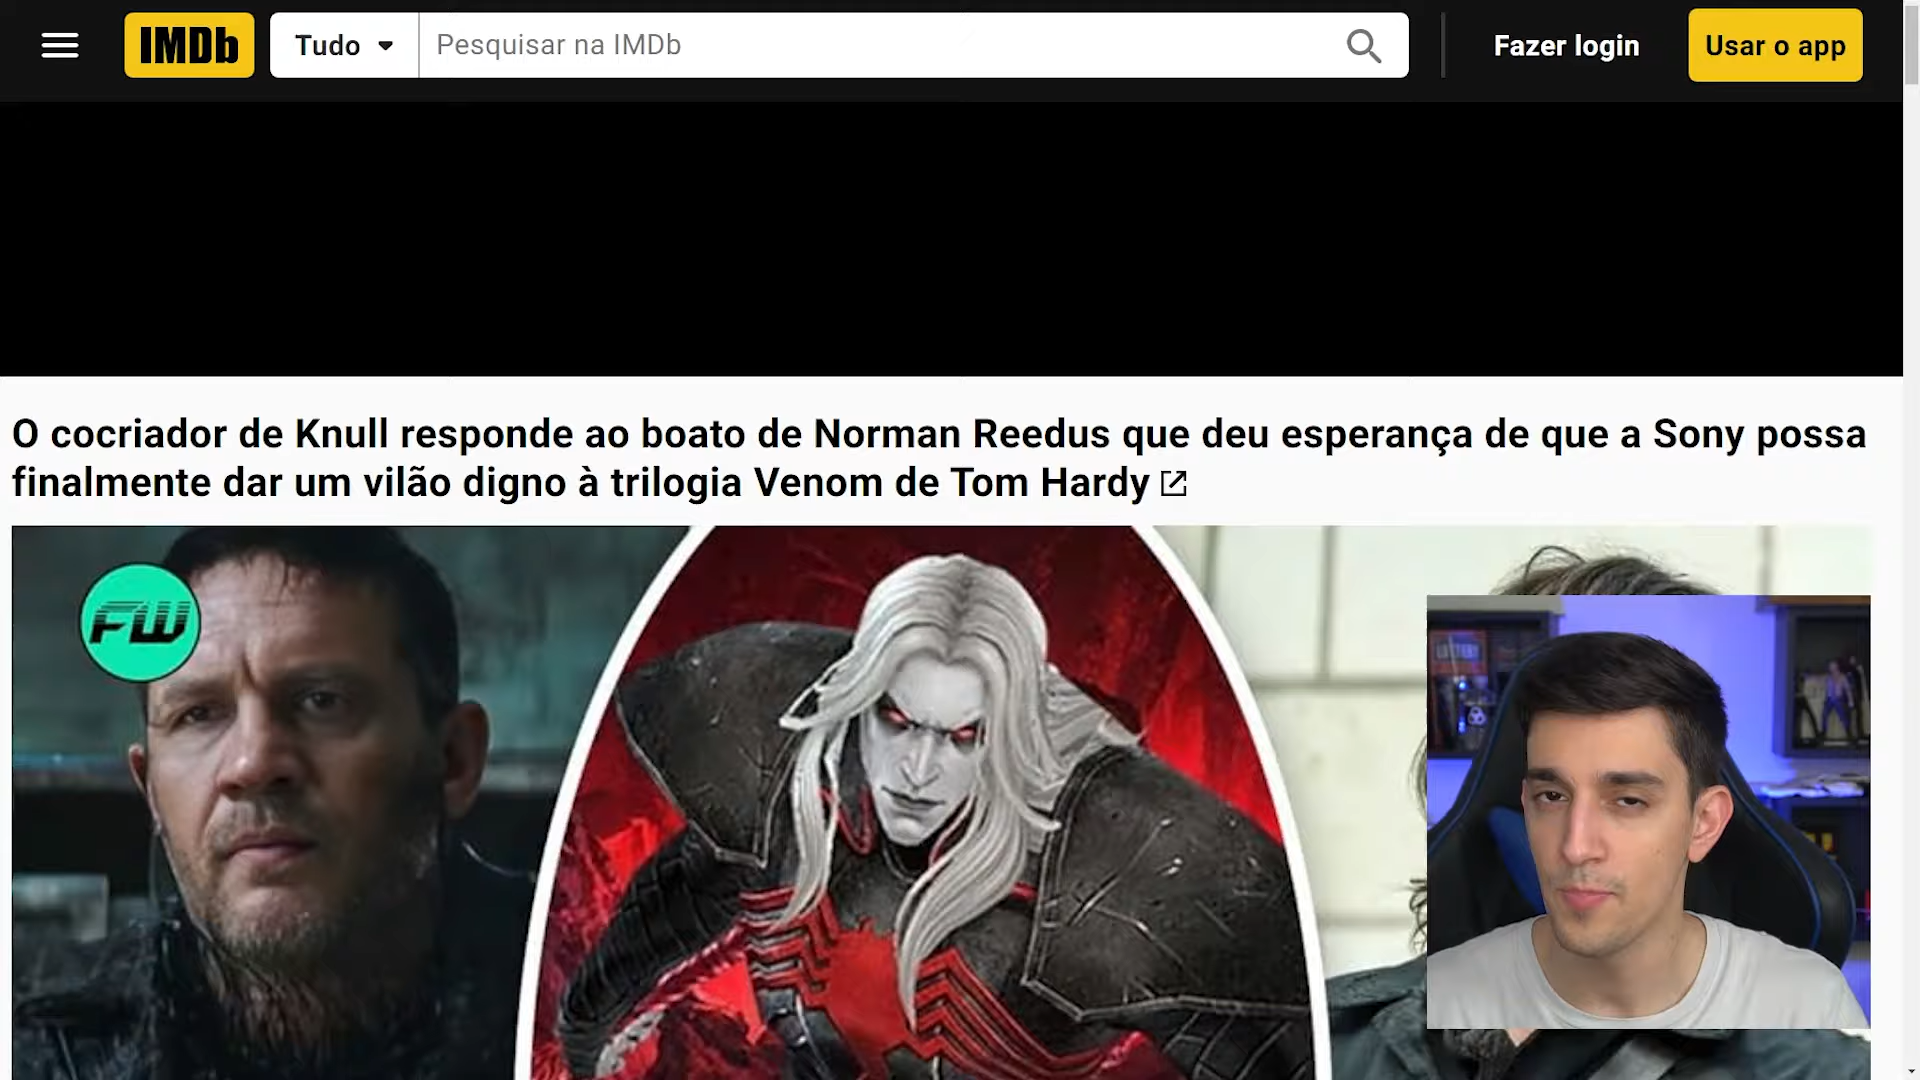 IMDb
Tudo
Pesquisar na IMDb
Fazer login
Usar o app
O cocriador de Knull responde ao boato de Norman Reedus que deu esperança de que a Sony possa
finalmente dar um vilão digno à trilogia Venom de Tom Hardy
FW